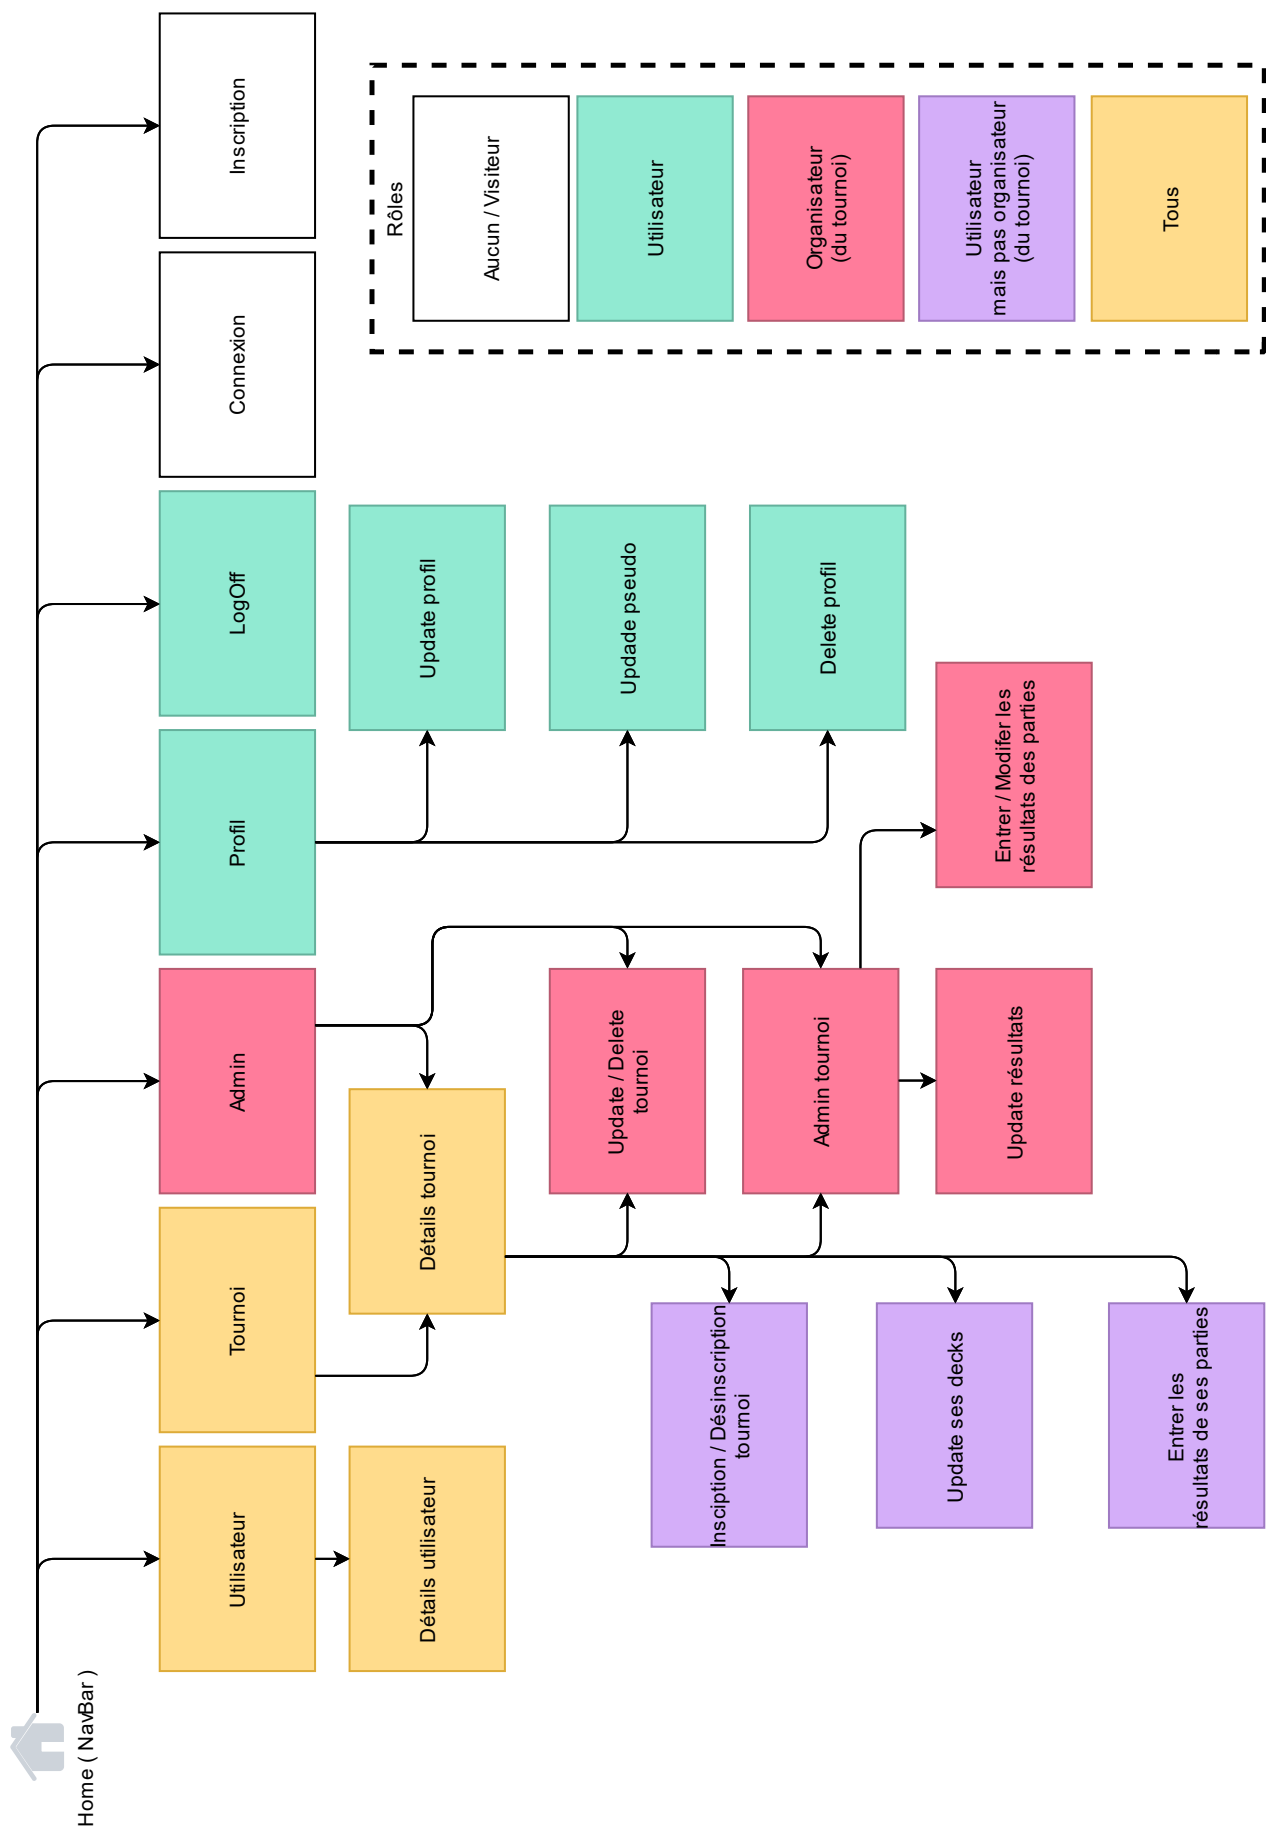 Home ( NavBar )
Utilisateur
Tournoi
Admin
Profil
LogOff
Connexion
Inscription
Détails utilisateur
Détails tournoi
Update profil
Updade pseudo
Delete profil
Update / Delete
tournoi
Admin tournoi
Entrer / Modifer les
résultats des parties
Update résultats
Insciption / Désinscription
tournoi
Update ses decks
Entrer les
résultats de ses parties
Rôles
Aucun / Visiteur
Utilisateur
Organisateur
(du tournoi)
Utilisateur
mais pas organisateur
(du tournoi)
Tous